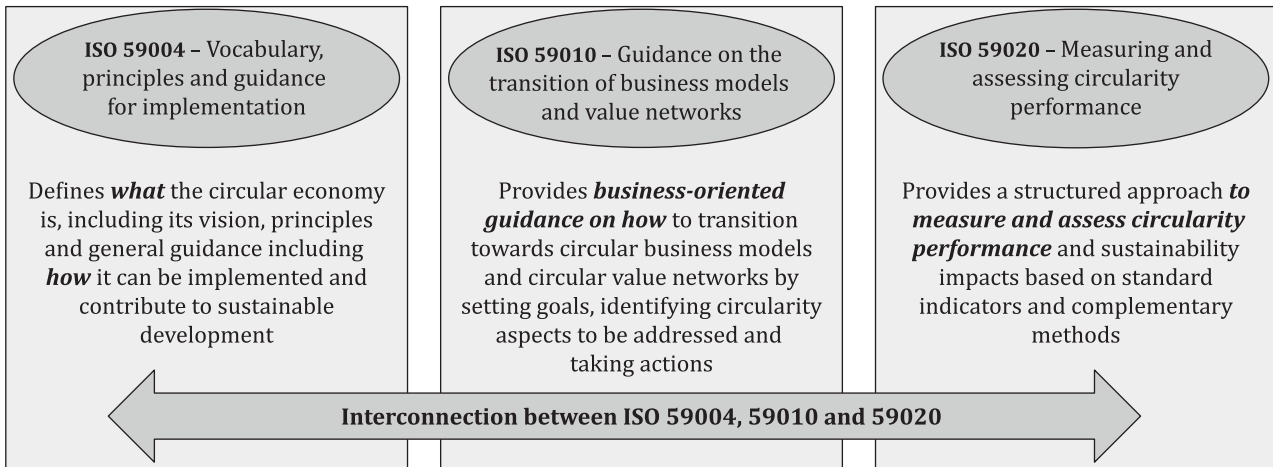 ISO 59004 – Vocabulary,
principles and guidance
for implementation
Defines what the circular economy
is, including its vision, principles
and general guidance including
how it can be implemented and
contribute to sustainable
development
ISO 59010 – Guidance on the
transition of business models
and value networks
Provides business-oriented
guidance on how to transition
towards circular business models
and circular value networks by
setting goals, identifying circularity
aspects to be addressed and
taking actions
ISO 59020 – Measuring and
assessing circularity
performance
Provides a structured approach to
measure and assess circularity
performance and sustainability
impacts based on standard
indicators and complementary
methods
Interconnection between ISO 59004, 59010 and 59020